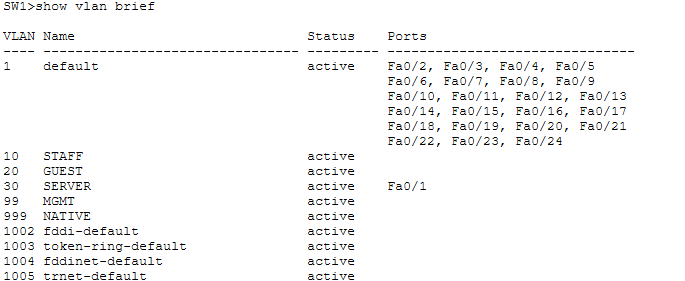 SW1>show vlan brief

VLAN Name                             Status    Ports
---- -------------------------------- --------- -------------------------------
1    default                          active    Fa0/2, Fa0/3, Fa0/4, Fa0/5
                                                Fa0/6, Fa0/7, Fa0/8, Fa0/9
                                                Fa0/10, Fa0/11, Fa0/12, Fa0/13
                                                Fa0/14, Fa0/15, Fa0/16, Fa0/17
                                                Fa0/18, Fa0/19, Fa0/20, Fa0/21
                                                Fa0/22, Fa0/23, Fa0/24
10   STAFF                            active
20   GUEST                            active
30   SERVER                           active    Fa0/1
99   MGMT                             active
999  NATIVE                           active
1002 fddi-default                     active
1003 token-ring-default               active
1004 fddinet-default                  active
1005 trnet-default                    active